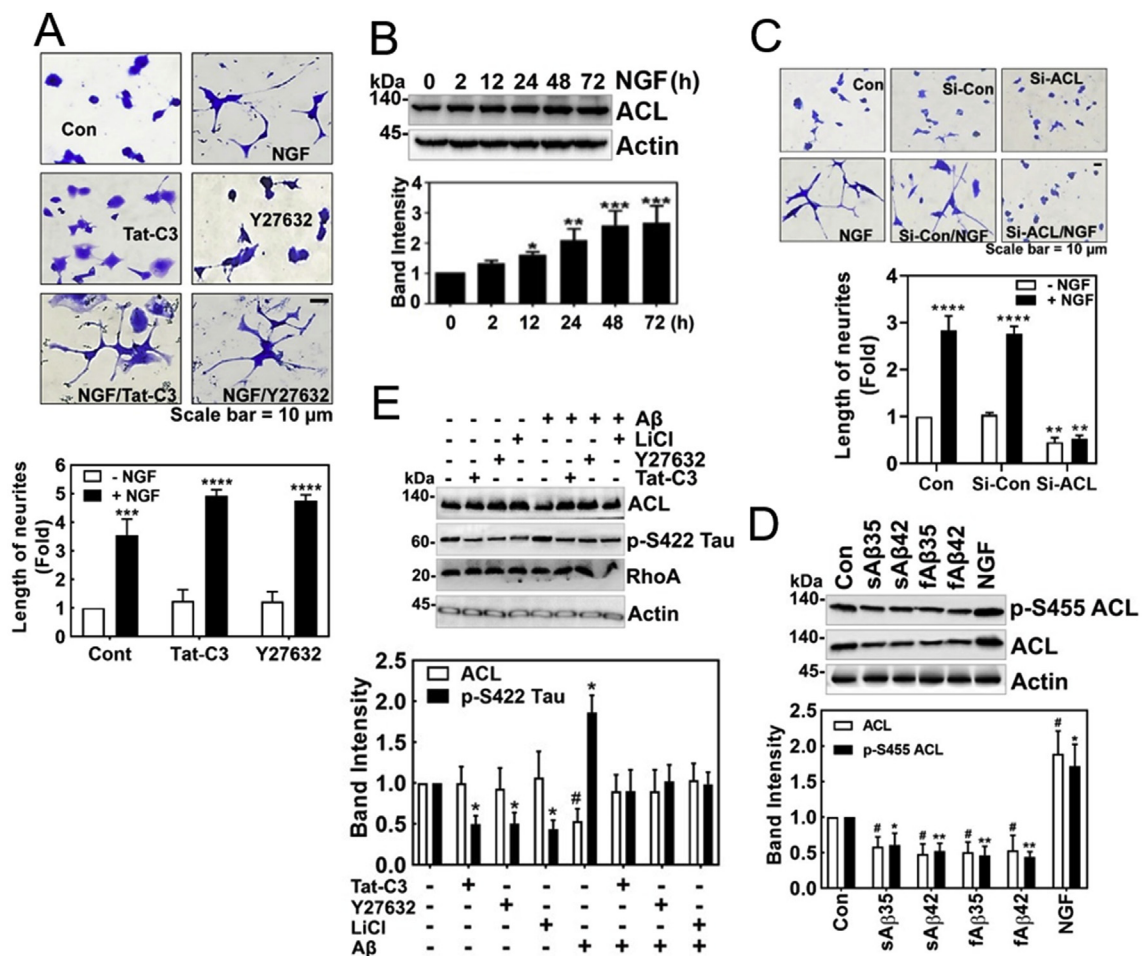 A
Con
NGF
Tat-C3
Y27632
NGF/Tat-C3
NGF/Y27632
Scale bar = 10 µm
Length of neurites
(Fold)
6
5
4
3
2
1
0
- NGF
+ NGF
***
****
****
Cont Tat-C3 Y27632
B
kDa 0 2 12 24 48 72 NGF (h)
140
ACL
45
Actin
Band Intensity
4
3
2
1
0
*
**
***
***
0 2 12 24 48 72 (h)
C
Con
Si-Con
Si-ACL
NGF
Si-Con/NGF
Si-ACL/NGF
Scale bar = 10 µm
Length of neurites
(Fold)
4
3
2
1
0
- NGF
+ NGF
****
****
** **
Con Si-Con Si-ACL
E
- - - - + + + + Aβ
- - - + - - - + LiCl
- - + - - - + - Y27632
- + - - - + - - Tat-C3
kDa
140
ACL
60
p-S422 Tau
20
RhoA
45
Actin
Band Intensity
2.5
2.0
1.5
1.0
0.5
0.0
ACL
p-S422 Tau
*
*
*
#
*
Tat-C3 - + - - - + - -
Y27632 - - + - - - + -
LiCl - - - + - - - +
Aβ - - - - + + + +
D
kDa Con sAβ35 sAβ42 fAβ35 fAβ42 NGF
140
p-S455 ACL
140
ACL
45
Actin
Band Intensity
2.5
2.0
1.5
1.0
0.5
0.0
ACL
p-S455 ACL
# *
# **
# **
# **
# *
Con sAβ35 sAβ42 fAβ35 fAβ42 NGF